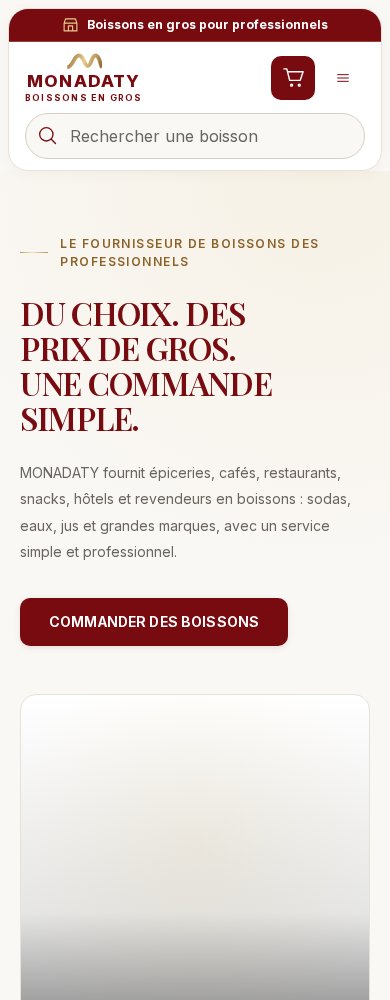 Boissons en gros pour professionnels
MONADATY
BOISSONS EN GROS
Rechercher une boisson
LE FOURNISSEUR DE BOISSONS DES
PROFESSIONNELS
DU CHOIX. DES
PRIX DE GROS.
UNE COMMANDE
SIMPLE.
MONADATY fournit épiceries, cafés, restaurants,
snacks, hôtels et revendeurs en boissons : sodas,
eaux, jus et grandes marques, avec un service
simple et professionnel.
COMMANDER DES BOISSONS